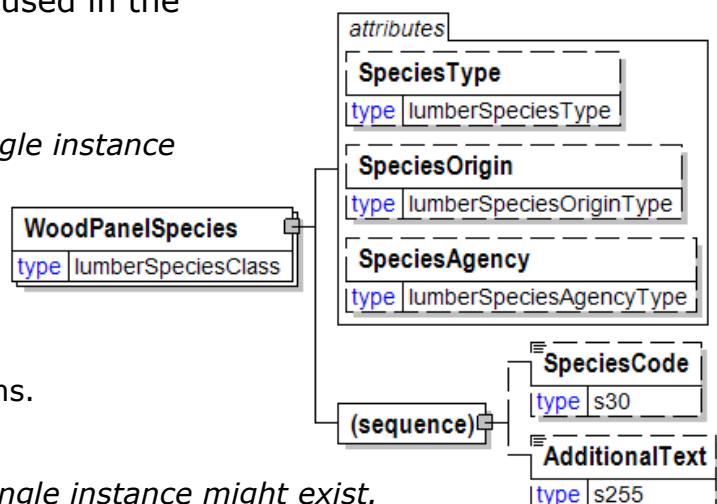 used in the
gle instance
ns.
ngle instance might exist.
WoodPanelSpecies
type lumberSpeciesClass
attributes
SpeciesType
type lumberSpeciesType
SpeciesOrigin
type lumberSpeciesOriginType
SpeciesAgency
type lumberSpeciesAgencyType
(sequence)
SpeciesCode
type s30
AdditionalText
type s255